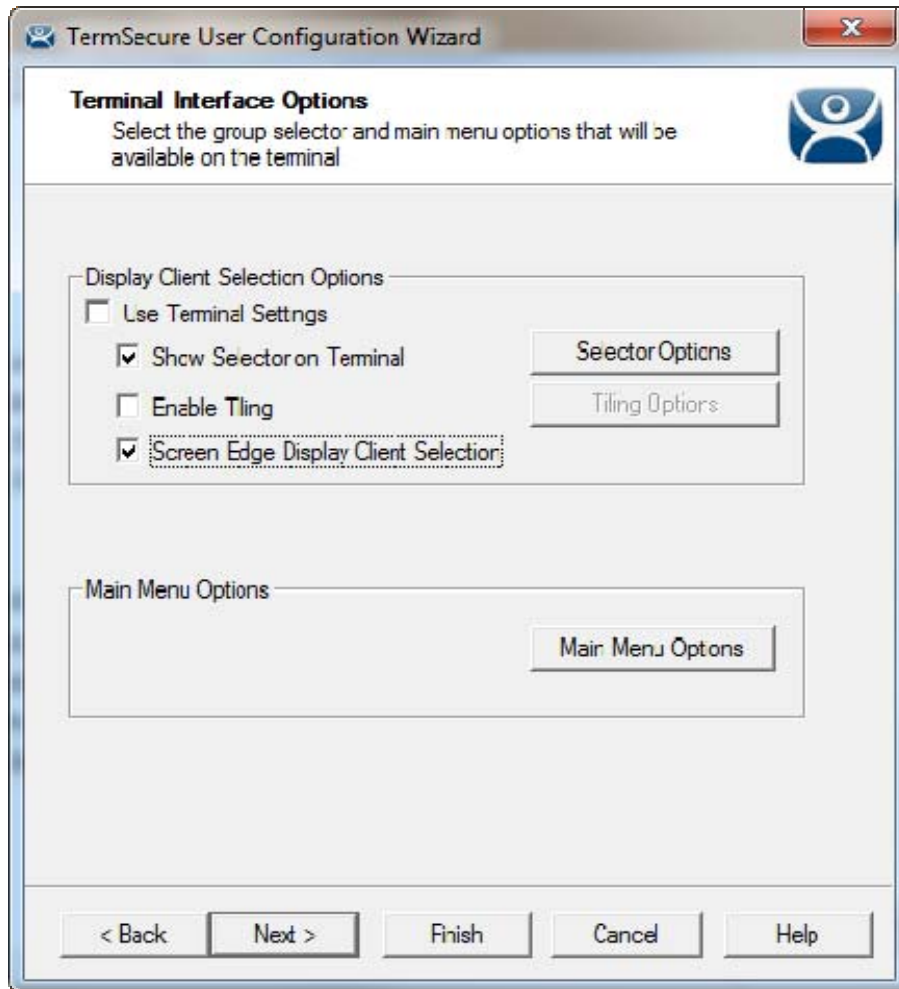 TermSecure User Configuration Wizard
Terminal Interface Options
Select the group selector and main menu options that will be
available on the terminal
Display Client Selection Options
Use Terminal Settings
Show Selector on Terminal
Selector Options
Enable Tiling
Tiling Options
Screen Edge Display Client Selection
Main Menu Options
Main Menu Options
< Back
Next >
Finish
Cancel
Help